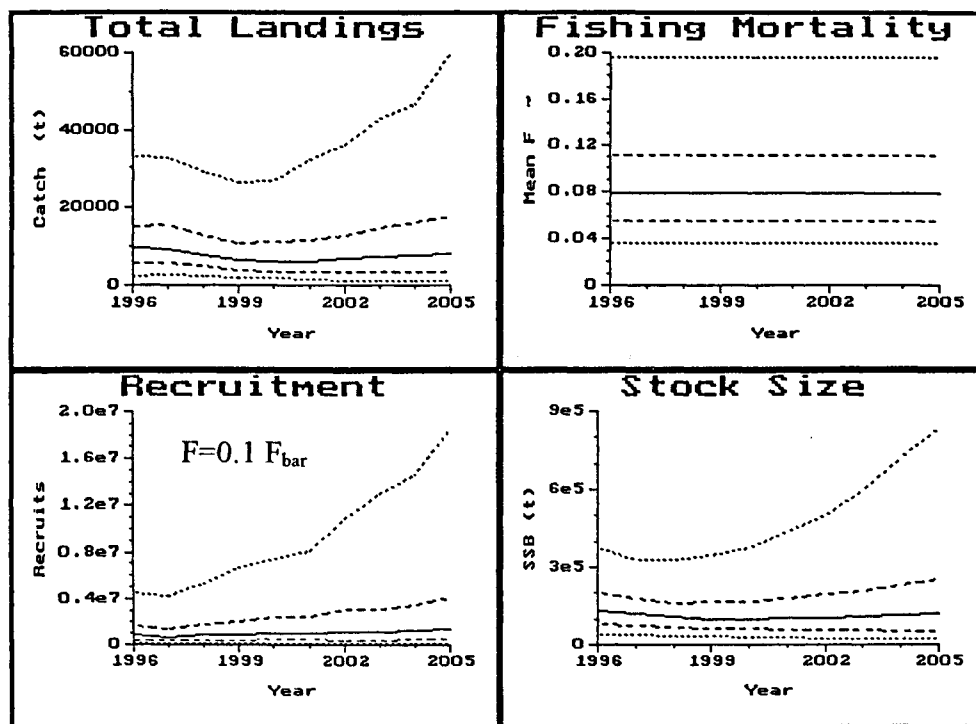 Total Landings
60000
40000
20000
0
Catch (t)
1996 1999 2002 2005
Year
Fishing Mortality
0.20
0.16
0.12
0.08
0.04
0
Mean F ~
1996 1999 2002 2005
Year
Recruitment
2.0e7
1.6e7
1.2e7
0.8e7
0.4e7
0
Recruits
F=0.1 Fbar
1996 1999 2002 2005
Year
Stock Size
9e5
6e5
3e5
0
SSB (t)
1996 1999 2002 2005
Year